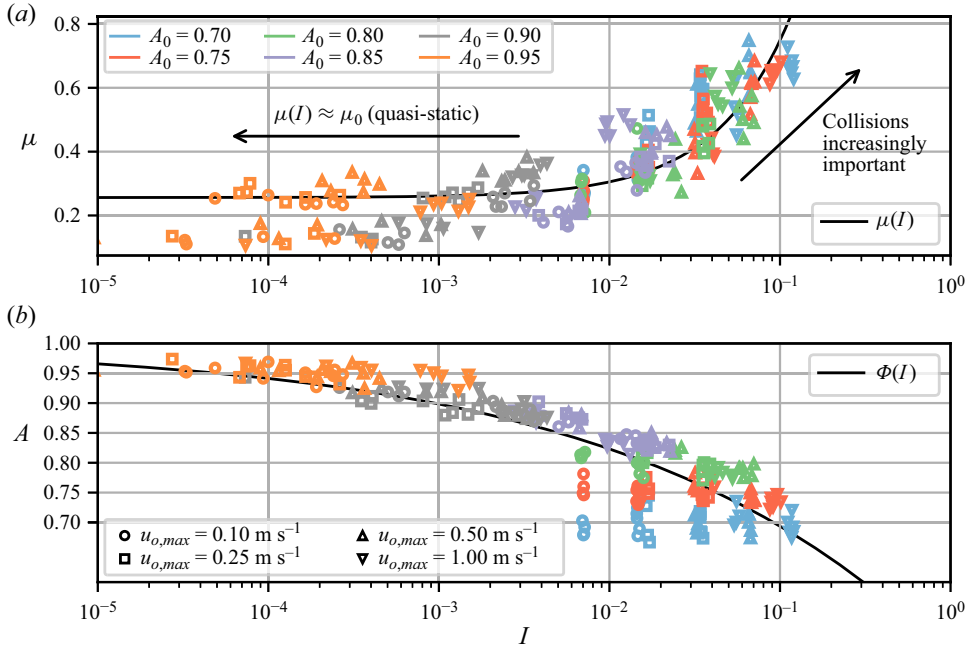 (a)
0.8
0.6
μ
0.4
0.2
A₀ = 0.70
A₀ = 0.80
A₀ = 0.90
A₀ = 0.75
A₀ = 0.85
A₀ = 0.95
μ(I) ≈ μ₀ (quasi-static)
Collisions
increasingly
important
μ(I)
10⁻⁵
10⁻⁴
10⁻³
10⁻²
10⁻¹
10⁰
(b)
1.00
0.95
0.90
A
0.85
0.80
0.75
0.70
Φ(I)
u_{o,max} = 0.10 m s⁻¹
u_{o,max} = 0.50 m s⁻¹
u_{o,max} = 0.25 m s⁻¹
u_{o,max} = 1.00 m s⁻¹
10⁻⁵
10⁻⁴
10⁻³
10⁻²
10⁻¹
10⁰
I